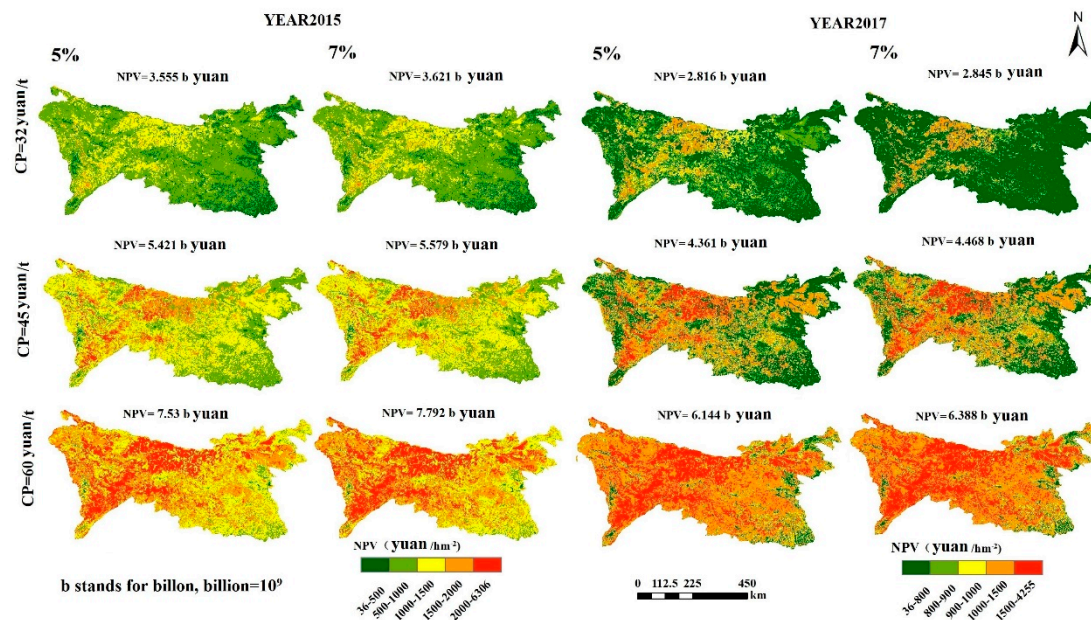 YEAR2015
YEAR2017
N
5%
7%
5%
7%
CP=32 yuan/t
NPV=3.555 b yuan
NPV=3.621 b yuan
NPV=2.816 b yuan
NPV=2.845 b yuan
CP=45 yuan/t
NPV=5.421 b yuan
NPV=5.579 b yuan
NPV=4.361 b yuan
NPV=4.468 b yuan
CP=60 yuan/t
NPV=7.53 b yuan
NPV=7.792 b yuan
NPV=6.144 b yuan
NPV=6.388 b yuan
b stands for billon, billion=10⁹
NPV (yuan /hm⁻²)
36-500
500-1000
1000-1500
1500-2000
2000-6306
0 112.5 225 450
km
NPV (yuan /hm⁻²)
36-800
800-900
900-1000
1000-1500
1500-4255